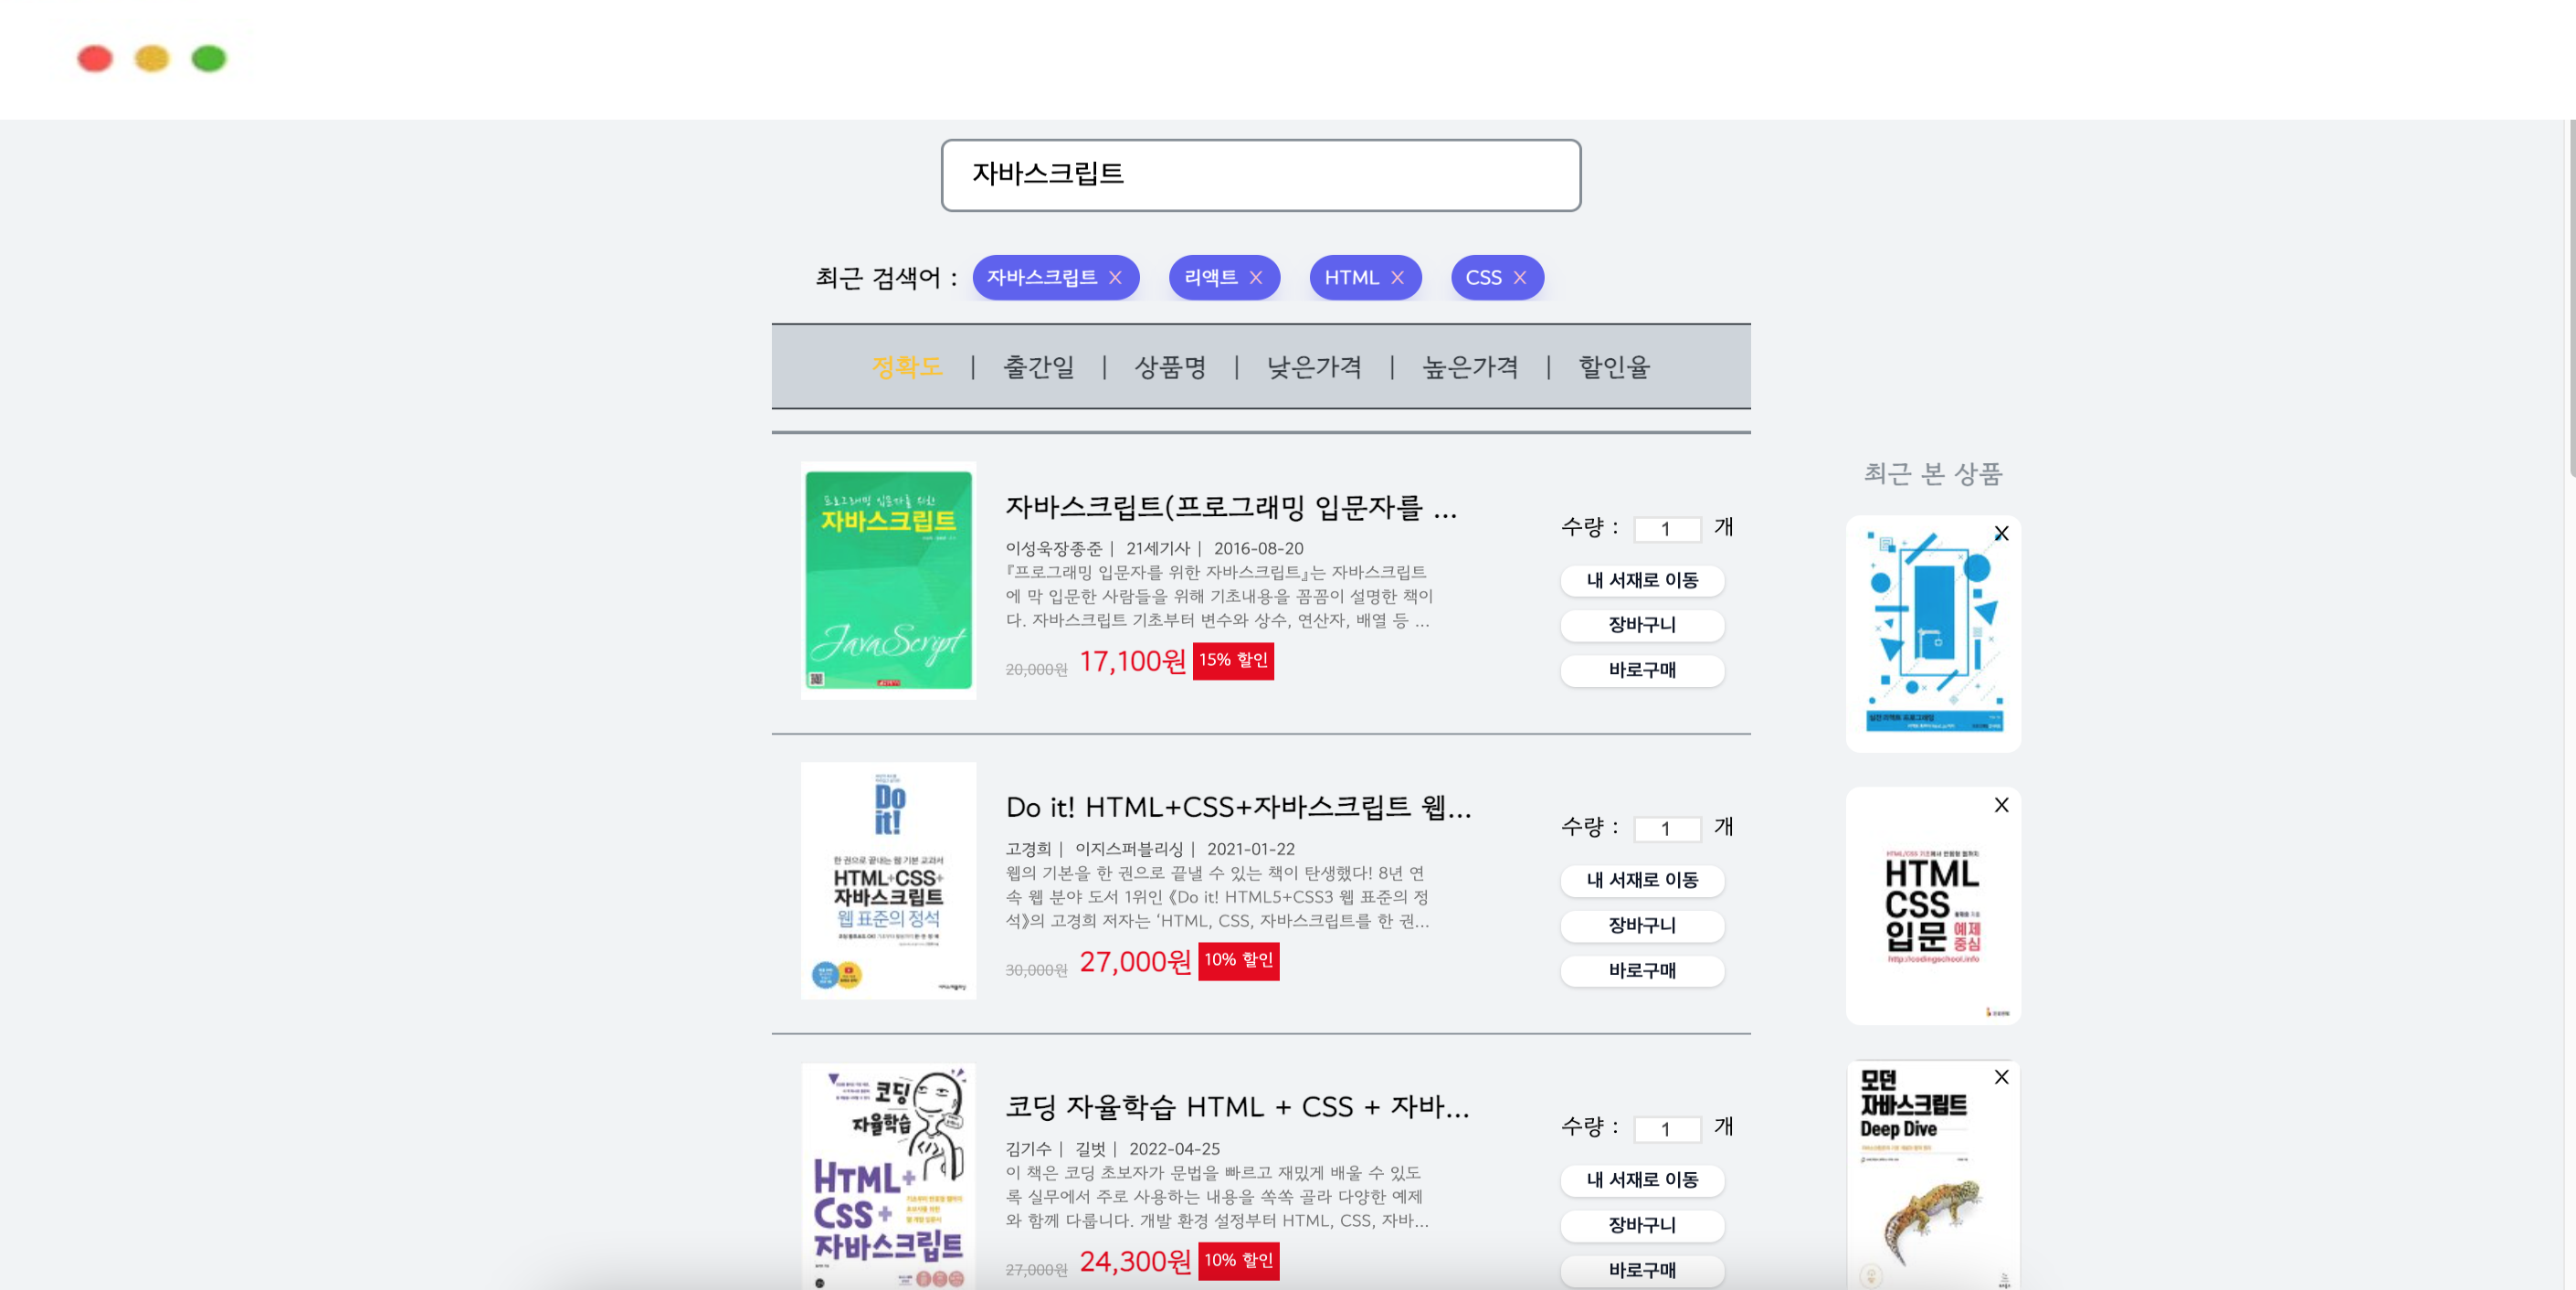 자바스크립트
최근 검색어 : 자바스크립트 X 리액트 X HTML X CSS X
정확도 | 출간일 | 상품명 | 낮은가격 | 높은가격 | 할인율
프로그래밍 입문자를 위한
자바스크립트
JavaScript
자바스크립트(프로그래밍 입문자를 ...
이성욱장종준 | 21세기사 | 2016-08-20
『프로그래밍 입문자를 위한 자바스크립트』는 자바스크립트
에 막 입문한 사람들을 위해 기초내용을 꼼꼼이 설명한 책이
다. 자바스크립트 기초부터 변수와 상수, 연산자, 배열 등 ...
20,000원 17,100원 15% 할인
수량 : 1 개
내 서재로 이동
장바구니
바로구매
Do
it!
한 권으로 끝내는 웹 기본 교과서
HTML+CSS+
자바스크립트
웹 표준의 정석
Do it! HTML+CSS+자바스크립트 웹...
고경희 | 이지스퍼블리싱 | 2021-01-22
웹의 기본을 한 권으로 끝낼 수 있는 책이 탄생했다! 8년 연
속 웹 분야 도서 1위인 《Do it! HTML5+CSS3 웹 표준의 정
석》의 고경희 저자는 ‘HTML, CSS, 자바스크립트를 한 권...
30,000원 27,000원 10% 할인
수량 : 1 개
내 서재로 이동
장바구니
바로구매
코딩
자율학습
HTML+
CSS+
자바스크립트
코딩 자율학습 HTML + CSS + 자바...
김기수 | 길벗 | 2022-04-25
이 책은 코딩 초보자가 문법을 빠르고 재밌게 배울 수 있도
록 실무에서 주로 사용하는 내용을 쏙쏙 골라 다양한 예제
와 함께 다룹니다. 개발 환경 설정부터 HTML, CSS, 자바...
27,000원 24,300원 10% 할인
수량 : 1 개
내 서재로 이동
장바구니
바로구매
최근 본 상품
X
X
HTML
CSS
입문 예제
중심
http://codingschool.info
X
모던
자바스크립트
Deep Dive